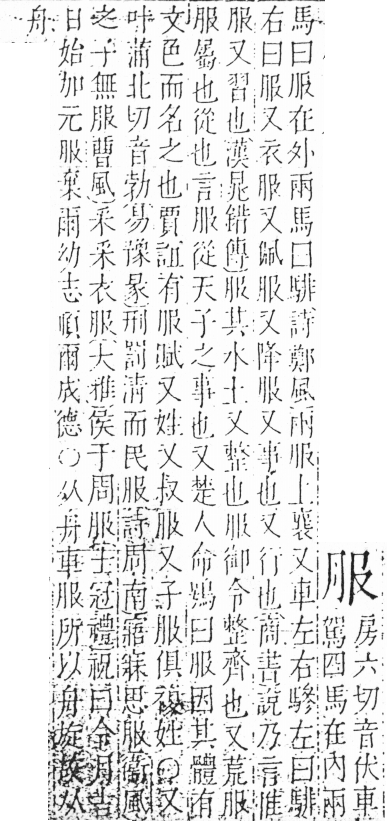 服
房六切音伏車
駕四馬在内兩
馬曰服在外兩馬曰騑詩鄭風兩服上襄又車左右驂左曰騑
右曰服又衣服又佩服又降服又事也又行也商書說乃言惟
服又習也漢晁錯傳服其水土又整也服御令整齊也又荒服
服屬也從也言服從天子之事也又楚人命鵶曰服因其體有
文色而名之也賈誼有服賦又姓又叔服又子服俱複姓○又
叶蒲北切音勃易豫彖刑罰清而民服詩周南寤寐思服衞風
之子無服曹風采采衣服大雅侯于周服士冠禮祝曰令月吉
日始加元服棄爾幼志順爾成德○从舟車服所以舟旋故从
舟